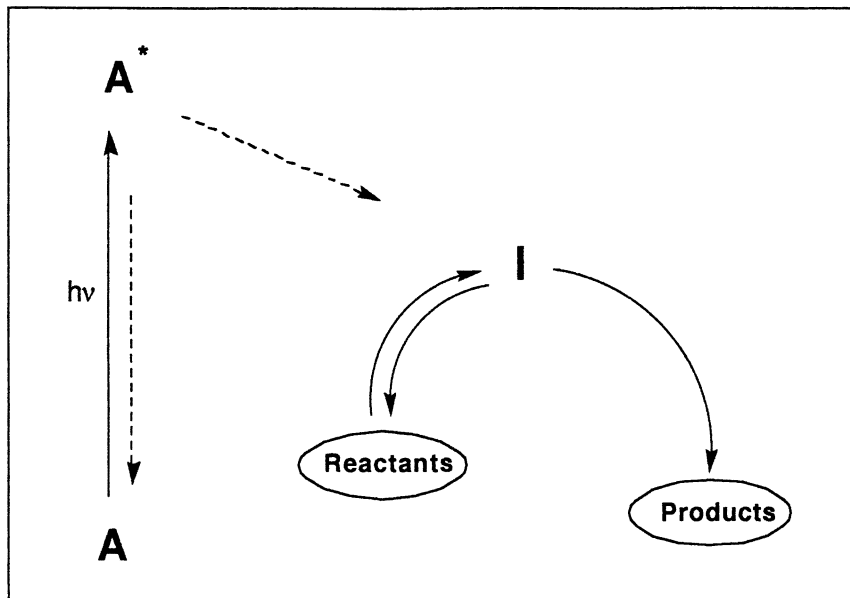 A*
hν
I
Reactants
Products
A